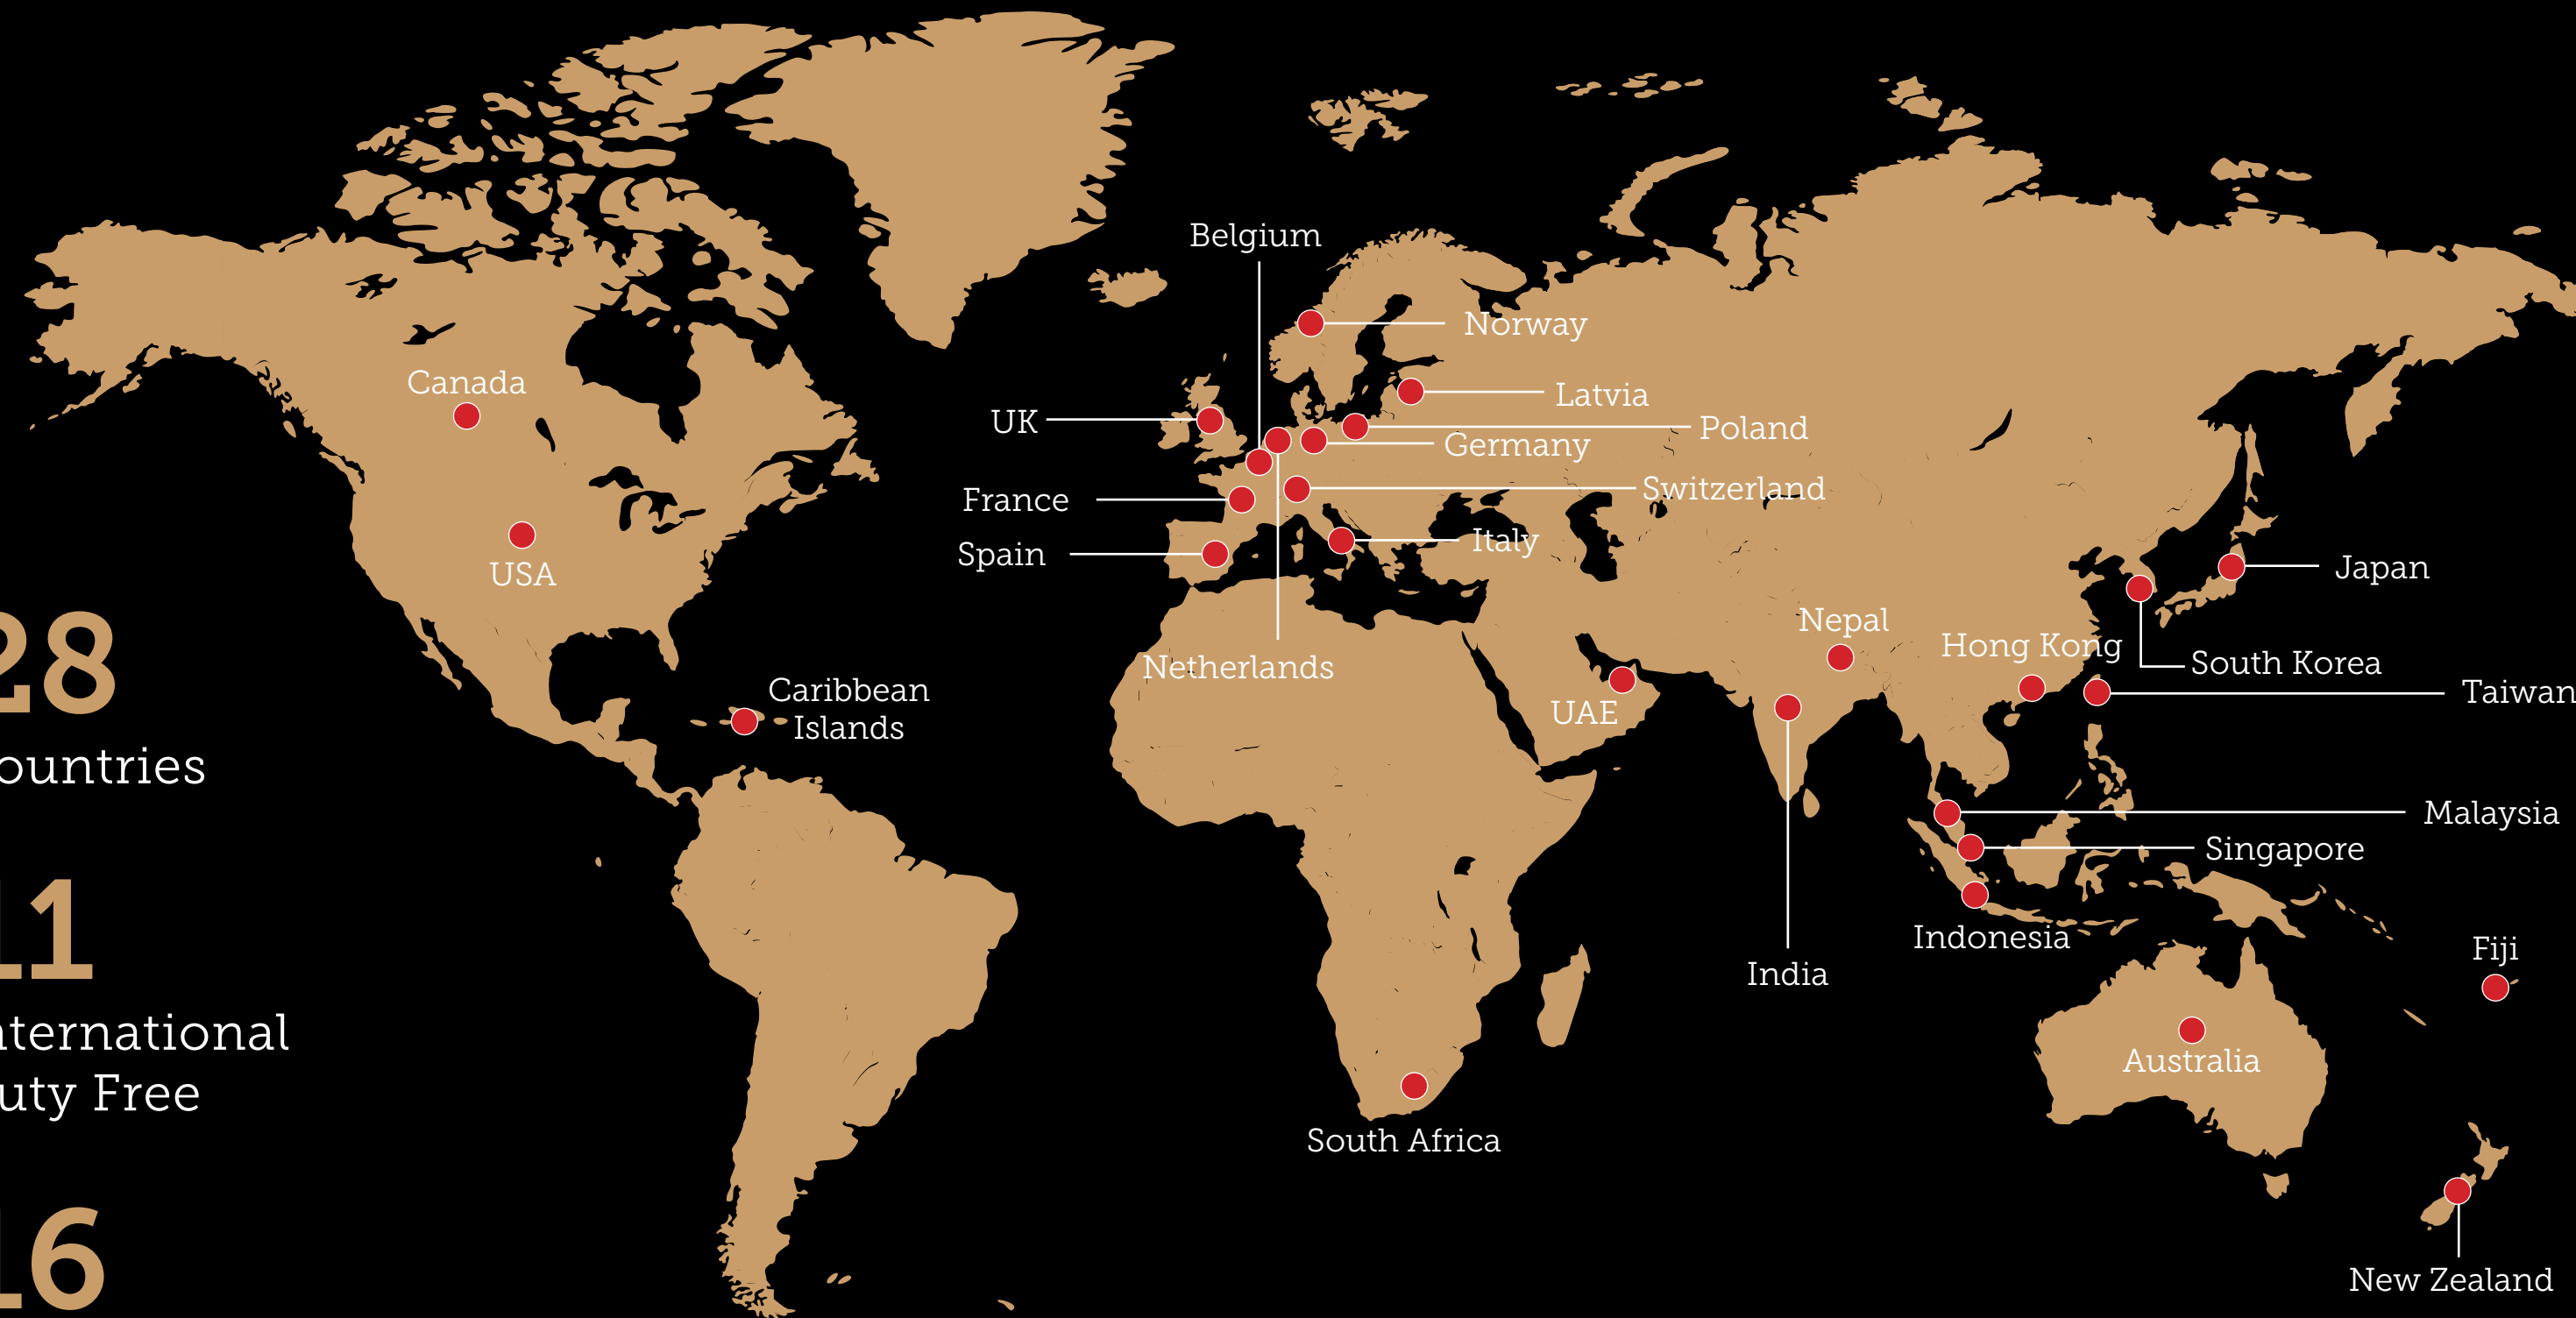 Belgium
Norway
Canada
Latvia
UK
Poland
Germany
Switzerland
France
Italy
Spain
USA
Japan
28
Nepal
Hong Kong
South Korea
Netherlands
Caribbean
Islands
UAE
Taiwan
ountries
Malaysia
Singapore
11
Indonesia
Fiji
India
nternational
Australia
uty Free
South Africa
16
New Zealand